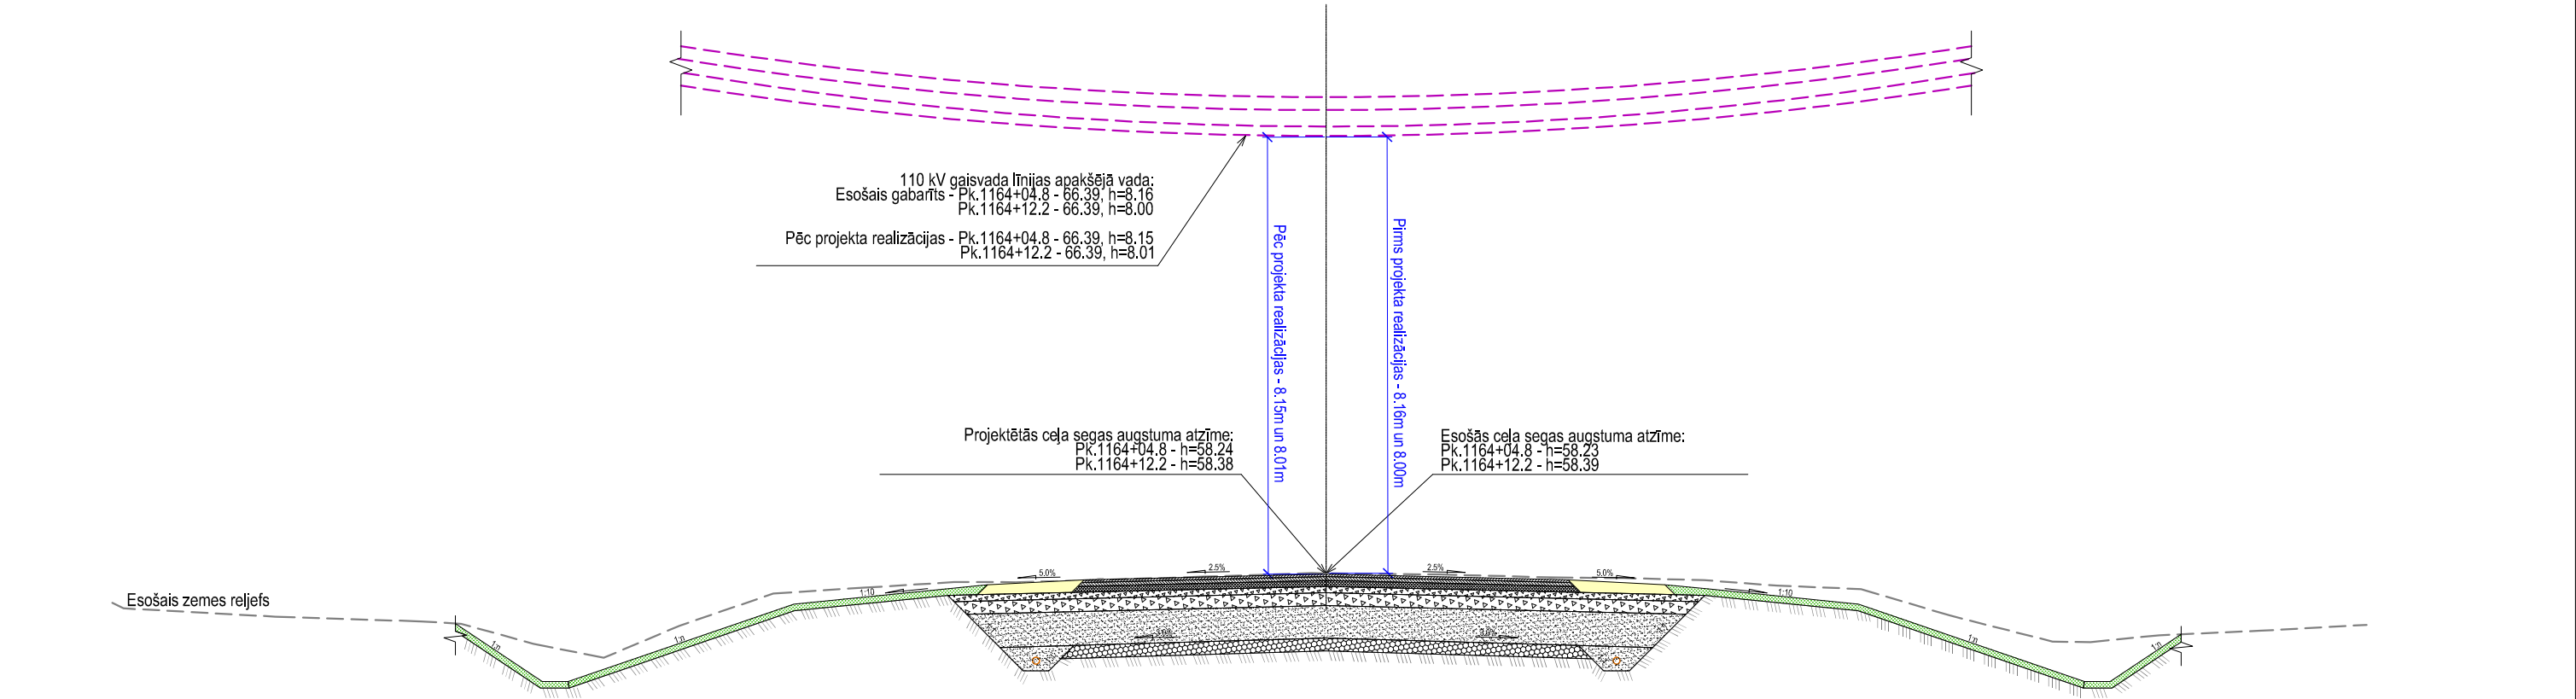 110 kV gaisvada līnijas apakšējā vada:
Esošais gabarīts - Pk.1164+04.8 - 66.39, h=8.16
Pk.1164+12.2 - 66.39, h=8.00
Pēc projekta realizācijas - Pk.1164+04.8 - 66.39, h=8.15
Pk.1164+12.2 - 66.39, h=8.01
Pēc projekta realizācijas - 8.15m un 8.01m
Pirms projekta realizācijas - 8.16m un 8.00m
Projektētās ceļa segas augstuma atzīme:
Pk.1164+04.8 - h=58.24
Pk.1164+12.2 - h=58.38
Esošās ceļa segas augstuma atzīme:
Pk.1164+04.8 - h=58.23
Pk.1164+12.2 - h=58.39
Esošais zemes reljefs
1:n
1:n
1:10
5.0%
2.5%
2.5%
5.0%
1:10
1:n
1:n